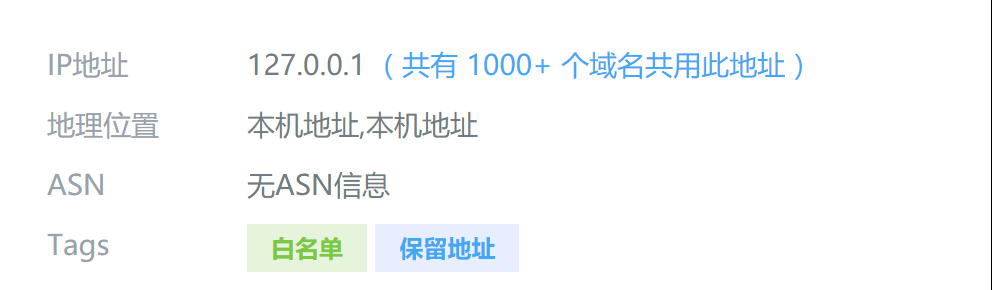 IP地址 127.0.0.1（共有 1000+ 个域名共用此地址）
地理位置 本机地址,本机地址
ASN 无ASN信息
Tags 白名单 保留地址